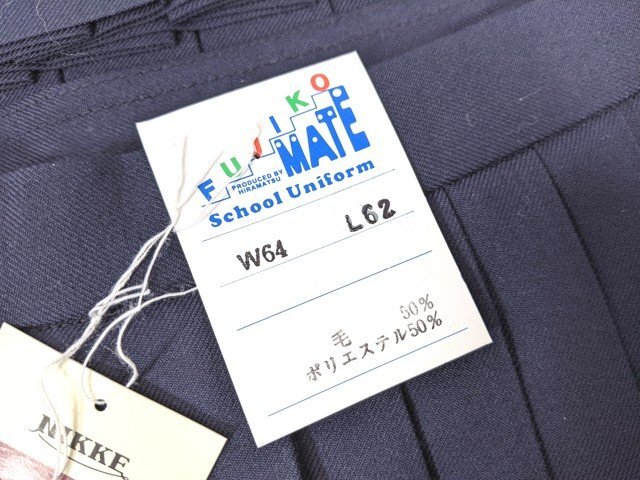 FUJIKO
MATE
PRODUCED BY
HIRAMATSU
School Uniform
W64 L62
毛 50%
ポリエステル50%
NIKKE